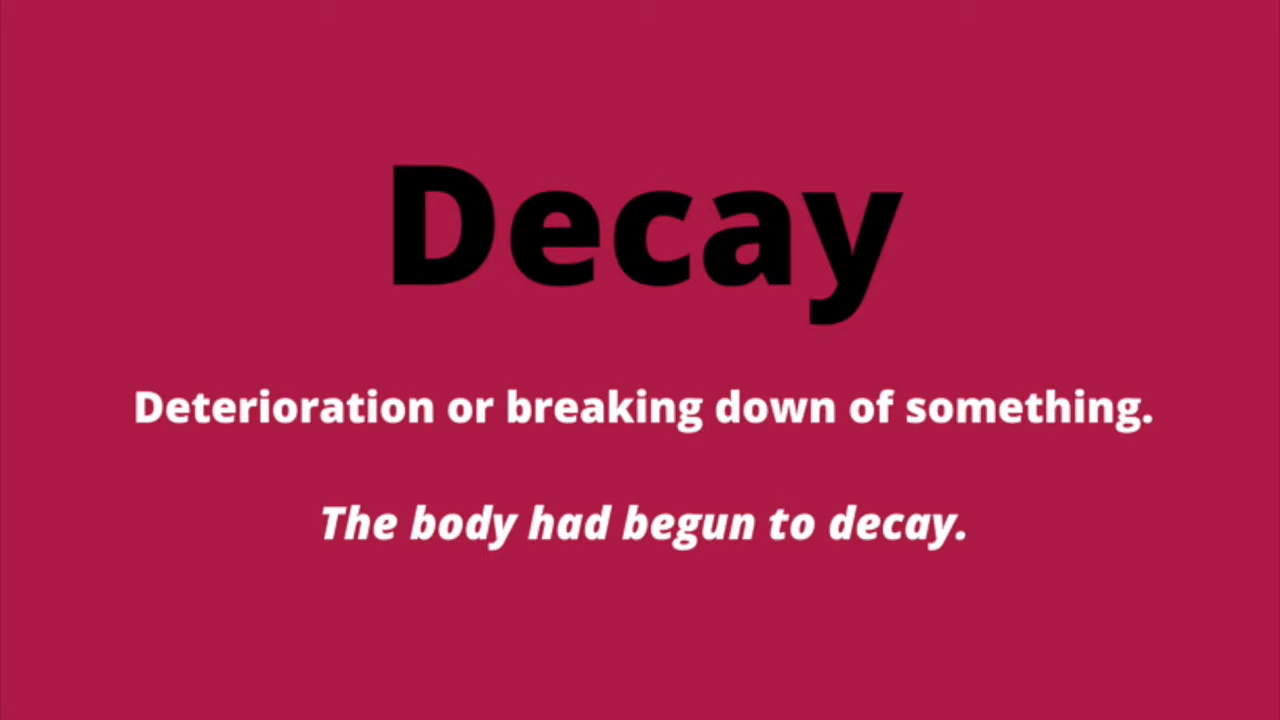 Decay
Deterioration or breaking down of something.
The body had begun to decay.